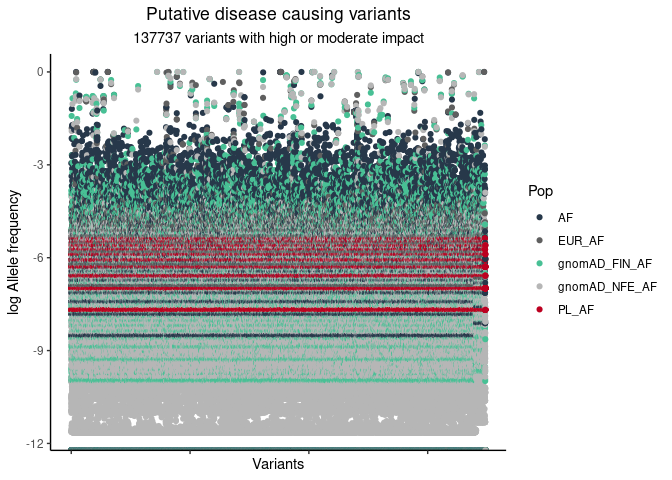 Putative disease causing variants
137737 variants with high or moderate impact
log Allele frequency
0
-3
-6
-9
-12
Variants
Pop
AF
EUR_AF
gnomAD_FIN_AF
gnomAD_NFE_AF
PL_AF